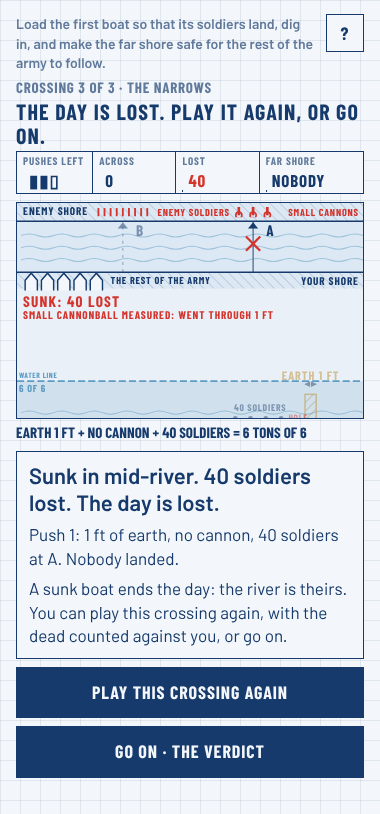 Load the first boat so that its soldiers land, dig
in, and make the far shore safe for the rest of the
army to follow.
?
CROSSING 3 OF 3 · THE NARROWS
THE DAY IS LOST. PLAY IT AGAIN, OR GO
ON.
PUSHES LEFT
ACROSS
0
LOST
40
FAR SHORE
NOBODY
ENEMY SHORE
ENEMY SOLDIERS
SMALL CANNONS
B
A
THE REST OF THE ARMY
YOUR SHORE
SUNK: 40 LOST
SMALL CANNONBALL MEASURED: WENT THROUGH 1 FT
EARTH 1 FT
WATER LINE
6 OF 6
40 SOLDIERS
EARTH 1 FT + NO CANNON + 40 SOLDIERS = 6 TONS OF 6
Sunk in mid-river. 40 soldiers
lost. The day is lost.
Push 1: 1 ft of earth, no cannon, 40 soldiers
at A. Nobody landed.
A sunk boat ends the day: the river is theirs.
You can play this crossing again, with the
dead counted against you, or go on.
PLAY THIS CROSSING AGAIN
GO ON · THE VERDICT